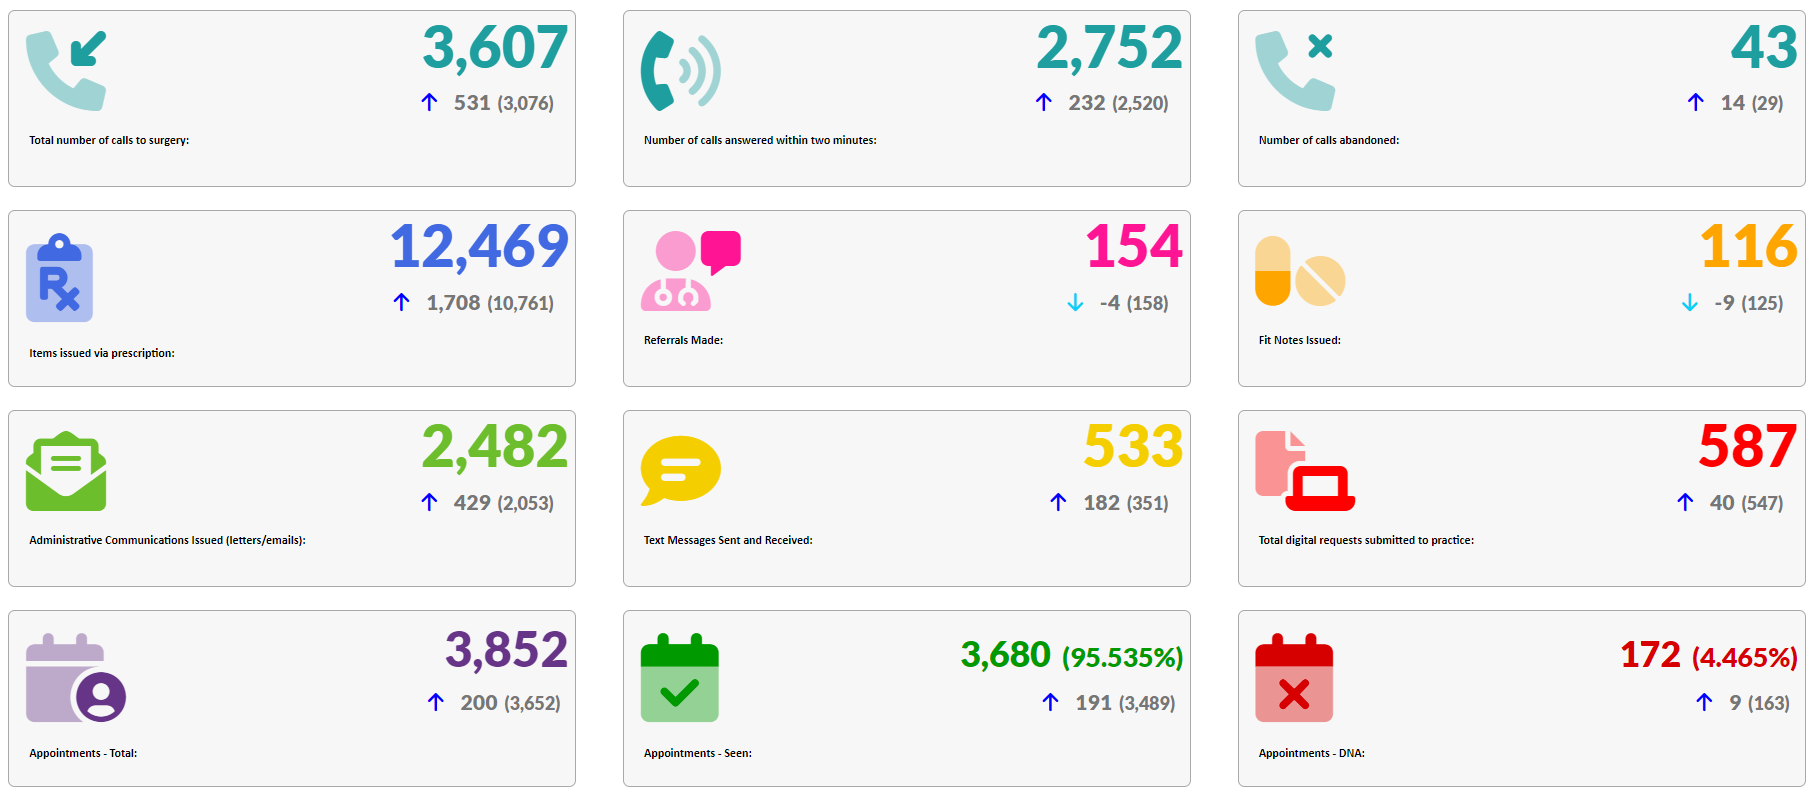 3,607
531 (3,076)
Total number of calls to surgery:
2,752
232 (2,520)
Number of calls answered within two minutes:
43
14 (29)
Number of calls abandoned:
Rx
12,469
1,708 (10,761)
Items issued via prescription:
154
-4 (158)
Referrals Made:
116
-9 (125)
Fit Notes Issued:
2,482
429 (2,053)
Administrative Communications Issued (letters/emails):
533
182 (351)
Text Messages Sent and Received:
587
40 (547)
Total digital requests submitted to practice:
3,852
200 (3,652)
Appointments - Total:
3,680 (95.535%)
191 (3,489)
Appointments - Seen:
172 (4.465%)
9 (163)
Appointments - DNA: